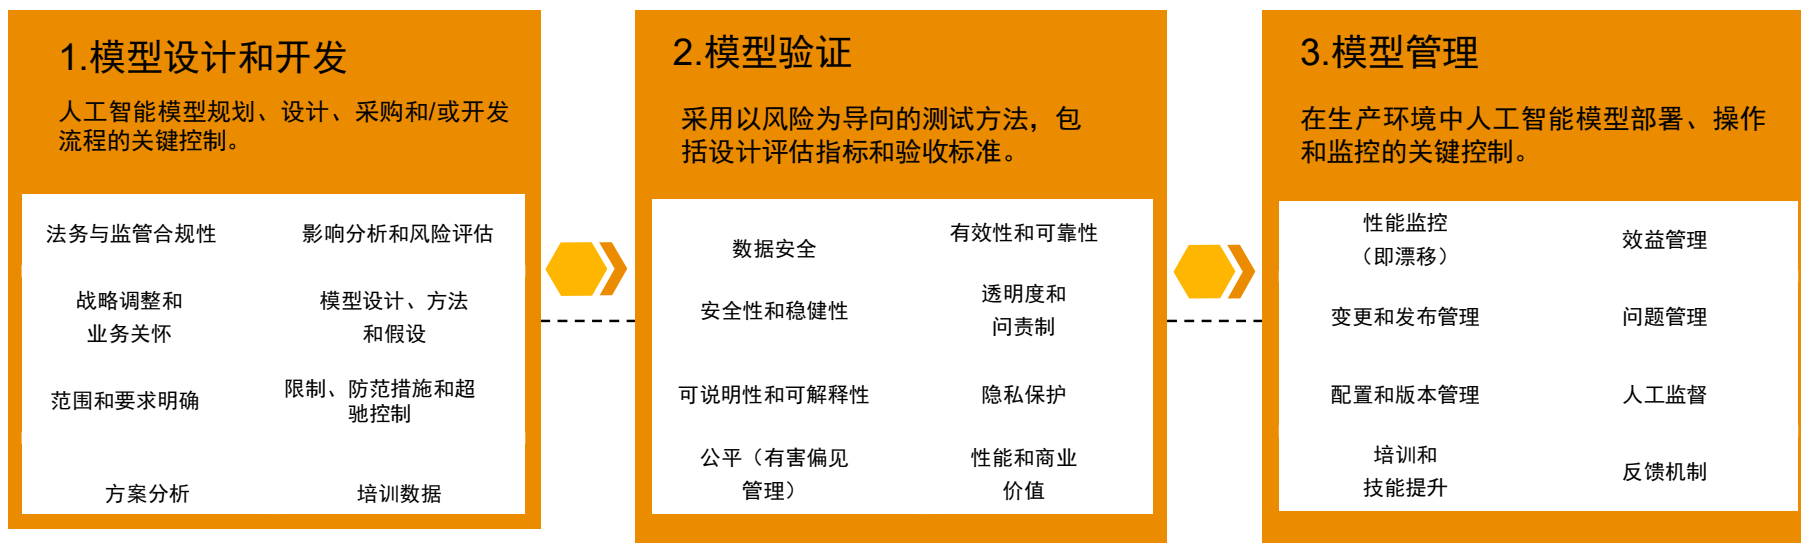 1.模型设计和开发
人工智能模型规划、设计、采购和/或开发
流程的关键控制。
法务与监管合规性
影响分析和风险评估
战略调整和
业务关怀
模型设计、方法
和假设
范围和要求明确
限制、防范措施和超
驰控制
方案分析
培训数据
2.模型验证
采用以风险为导向的测试方法，包
括设计评估指标和验收标准。
数据安全
有效性和可靠性
安全性和稳健性
透明度和
问责制
可说明性和可解释性
隐私保护
公平（有害偏见
管理）
性能和商业
价值
3.模型管理
在生产环境中人工智能模型部署、操作
和监控的关键控制。
性能监控
（即漂移）
效益管理
变更和发布管理
问题管理
配置和版本管理
人工监督
培训和
技能提升
反馈机制